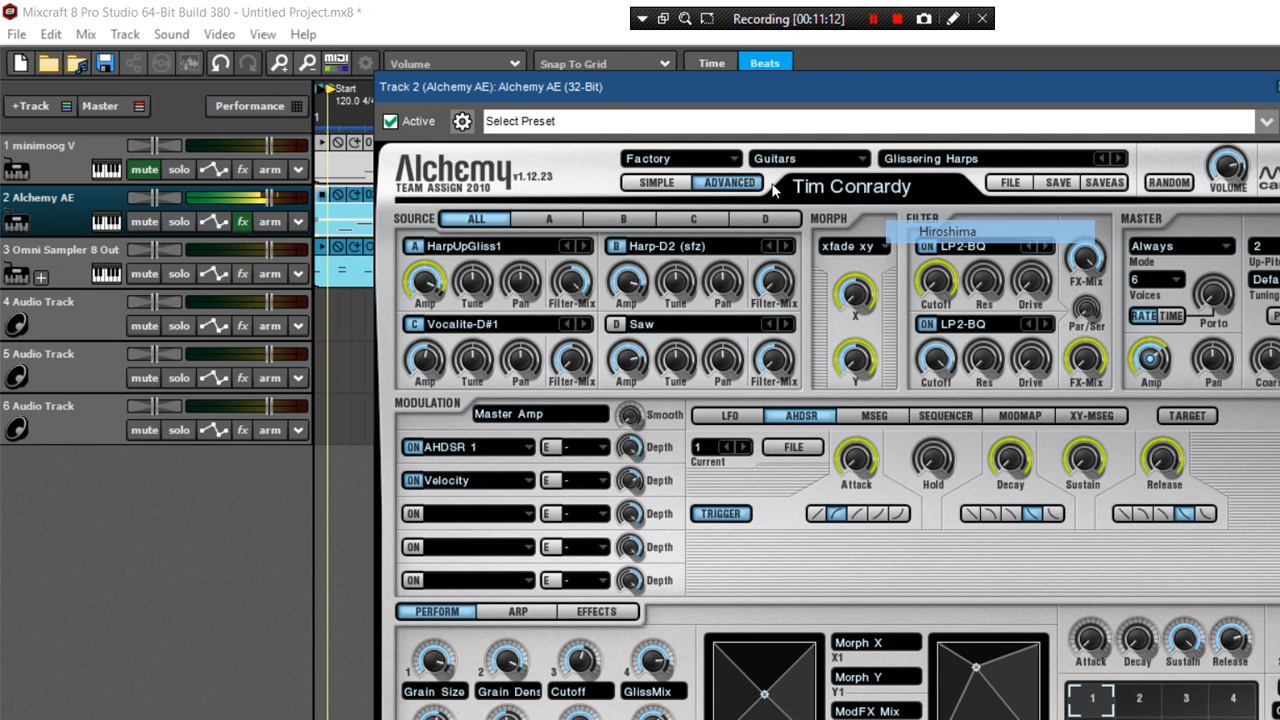 Mixcraft 8 Pro Studio 64-Bit Build 380 - Untitled Project.mx8 *
Recording [00:11:12]
File Edit Mix Track Sound Video View Help
MIDI Volume Snap To Grid Time Beats
Track 2 (Alchemy AE): Alchemy AE (32-Bit)
+Track Master Performance
Start
120.0 4/4
1
Active Select Preset
1 minimoog V
mute solo fx arm
2 Alchemy AE
mute solo fx arm
3 Omni Sampler 8 Out
mute solo fx arm
4 Audio Track
mute solo fx arm
5 Audio Track
mute solo fx arm
6 Audio Track
mute solo fx arm
Alchemy v1.12.23
TEAM ASSiGN 2010
Factory Guitars Glissering Harps
SIMPLE ADVANCED Tim Conrardy FILE SAVE SAVEAS RANDOM VOLUME
SOURCE ALL A B C D MORPH FILTER MASTER
Hiroshima
A HarpUpGliss1 B Harp-D2 (sfz) xfade xy ON LP2-BQ Always 2
Mode Up-Pit
6 Defa
Voices Tuning
Amp Tune Pan Filter-Mix Amp Tune Pan Filter-Mix X Cutoff Res Drive FX-Mix
RATE TIME Porto
C Vocalite-D#1 D Saw ON LP2-BQ Par/Ser
Amp Tune Pan Filter-Mix Amp Tune Pan Filter-Mix Y Cutoff Res Drive FX-Mix Amp Pan Coar
MODULATION Master Amp Smooth LFO AHDSR MSEG SEQUENCER MODMAP XY-MSEG TARGET
ON AHDSR 1 E - Depth 1 FILE
Current
ON Velocity E - Depth Attack Hold Decay Sustain Release
ON E - Depth TRIGGER
ON E - Depth
ON E - Depth
PERFORM ARP EFFECTS
1 2 3 4
Grain Size Grain Dens Cutoff GlissMix
Morph X
X1
Morph Y
Y1
ModFX Mix
Attack Decay Sustain Release
1 2 3 4